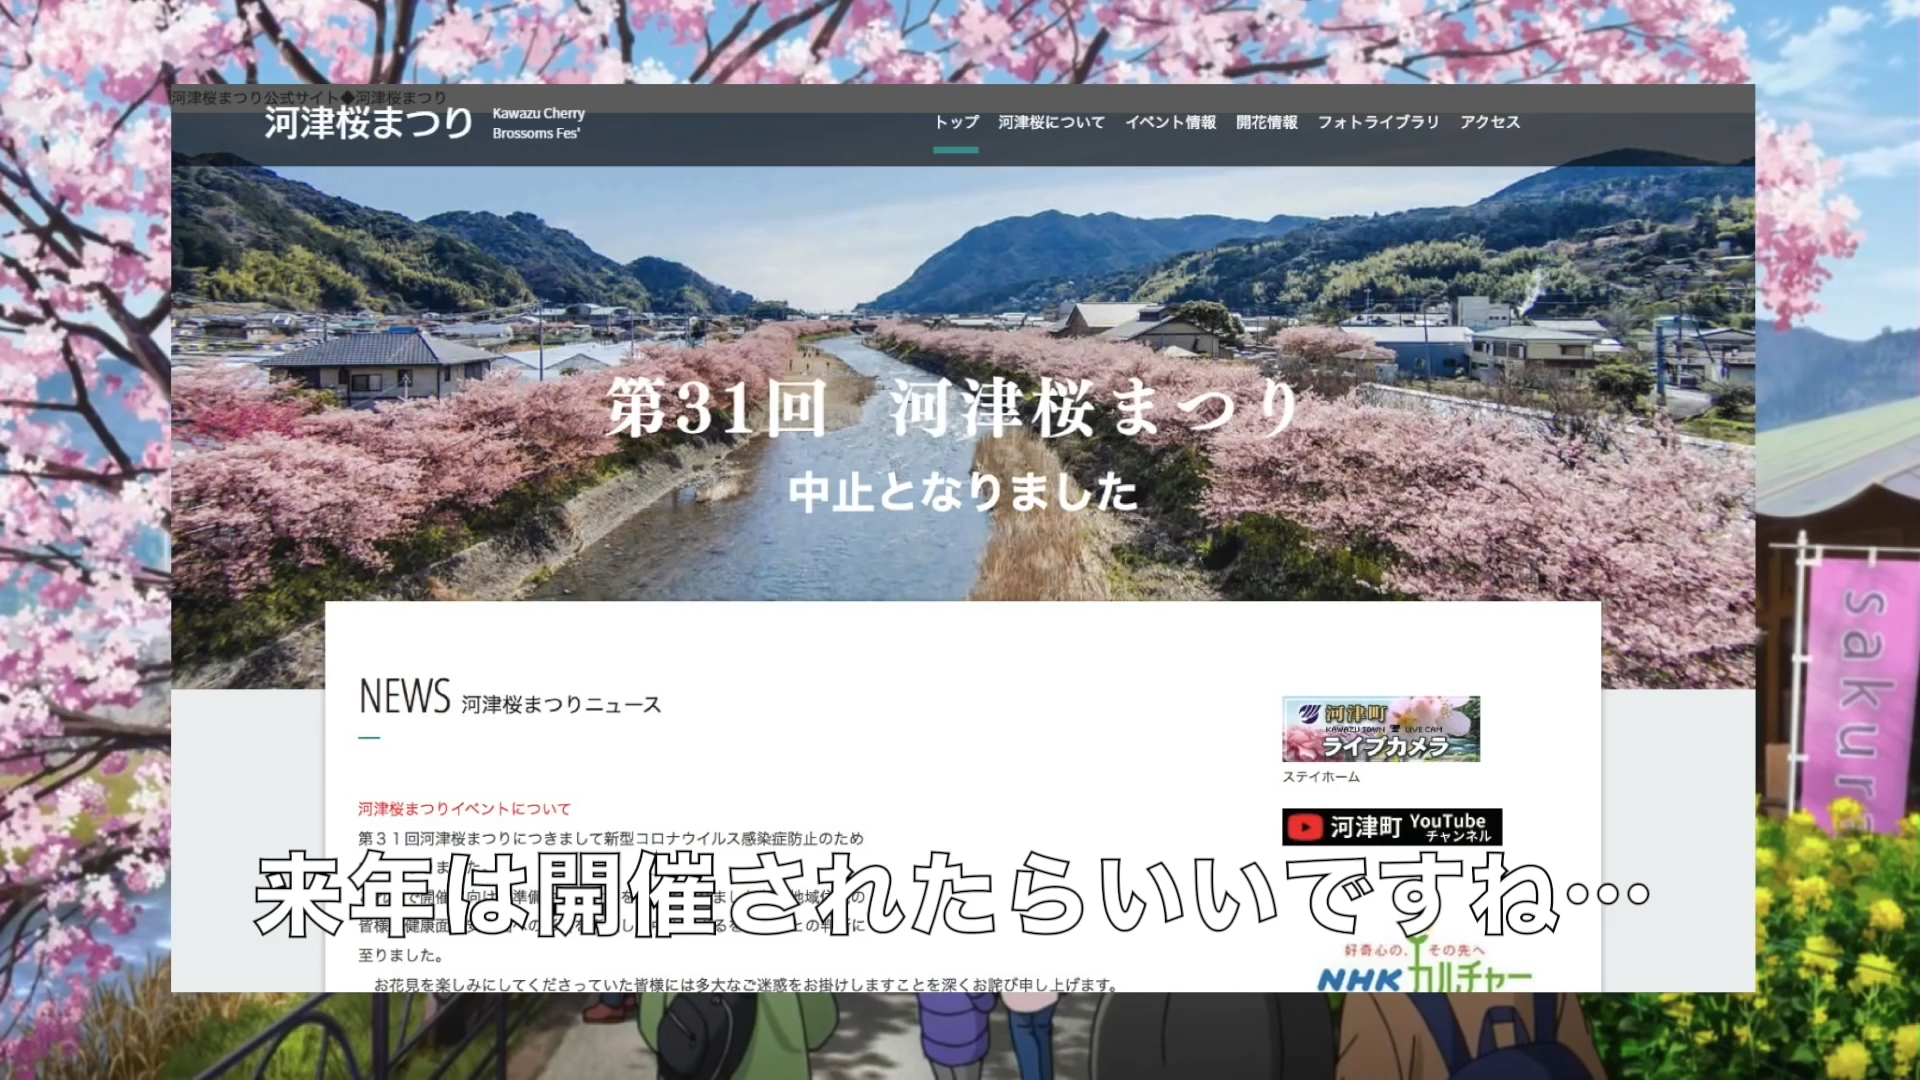 河津桜まつり公式サイト◆河津桜まつり
河津桜まつり
Kawazu Cherry
Brossoms Fes'
トップ 河津桜について イベント情報 開花情報 フォトライブラリ アクセス
第31回 河津桜まつり
中止となりました
NEWS 河津桜まつりニュース
河津町
KAWAZU TOWN LIVE CAM
ライブカメラ
ステイホーム
河津桜まつりイベントについて
第３１回河津桜まつりにつきまして新型コロナウイルス感染症防止のため
河津町 YouTube
チャンネル
来年は開催されたらいいですね…
至りました。
お花見を楽しみにしてくださっていた皆様には多大なご迷惑をお掛けしますことを深くお詫び申し上げます。
好奇心の、その先へ
NHKカルチャー
sakura